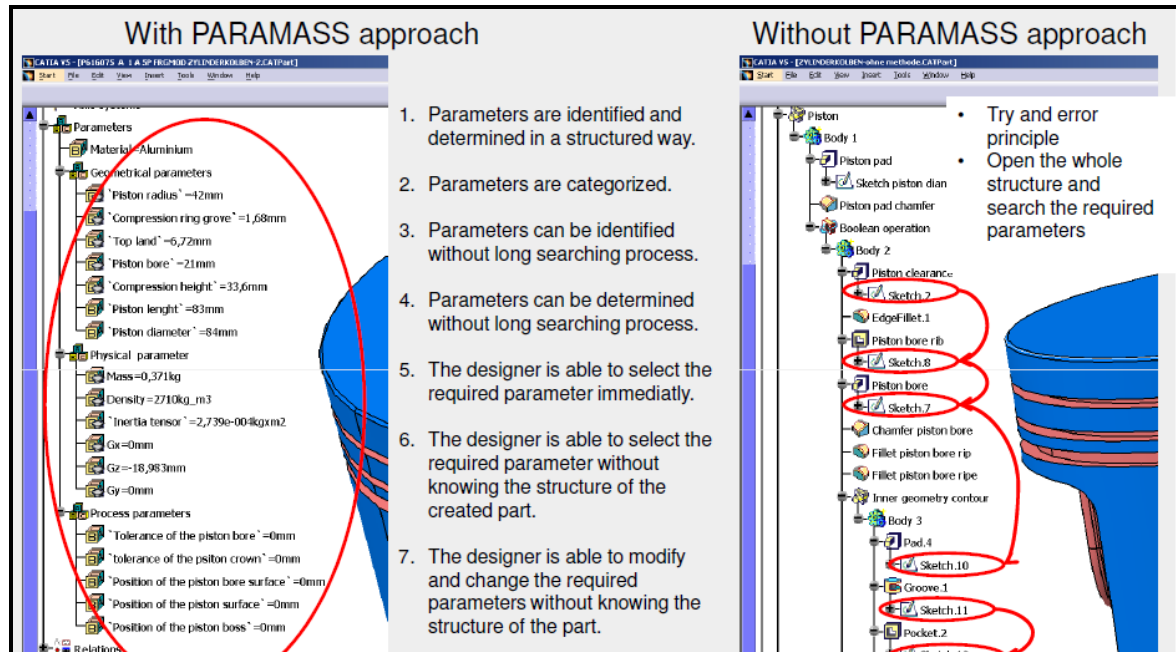 With PARAMASS approach
CATIA V5 - [P616075 A 1 A SP FRGMOD-ZYLINDERKOLBEN-2.CATPart]
Start File Edit View Insert Tools Window Help
Parameters
Material=Aluminium
Geometrical parameters
`Piston radius`=42mm
`Compression ring grove`=1,68mm
`Top land`=6,72mm
`Piston bore`=21mm
`Compression height`=33,6mm
`Piston lenght`=83mm
`Piston diameter`=84mm
Physical parameter
Mass=0,371kg
Density=2710kg_m3
`Inertia tensor`=2,739e-004kgxm2
Gx=0mm
Gz=-18,983mm
Gy=0mm
Process parameters
`Tolerance of the piston bore`=0mm
`tolerance of the psiton crown`=0mm
`Position of the piston bore surface`=0mm
`Position of the piston surface`=0mm
`Position of the piston boss`=0mm
Relations
1. Parameters are identified and
determined in a structured way.
2. Parameters are categorized.
3. Parameters can be identified
without long searching process.
4. Parameters can be determined
without long searching process.
5. The designer is able to select the
required parameter immediatly.
6. The designer is able to select the
required parameter without
knowing the structure of the
created part.
7. The designer is able to modify
and change the required
parameters without knowing the
structure of the part.
Without PARAMASS approach
CATIA V5 - [ZYLINDERKOLBEN-ohne methode.CATPart]
Start File Edit View Insert Tools Window Help
Piston
Body 1
Piston pad
Sketch piston dian
Piston pad chamfer
Boolean operation
Body 2
Piston clearance
Sketch.2
EdgeFillet.1
Piston bore rib
Sketch.8
Piston bore
Sketch.7
Chamfer piston bore
Fillet piston bore rip
Fillet piston bore ripe
Inner geometry contour
Body 3
Pad.4
Sketch.10
Groove.1
Sketch.11
Pocket.2
• Try and error
principle
• Open the whole
structure and
search the required
parameters